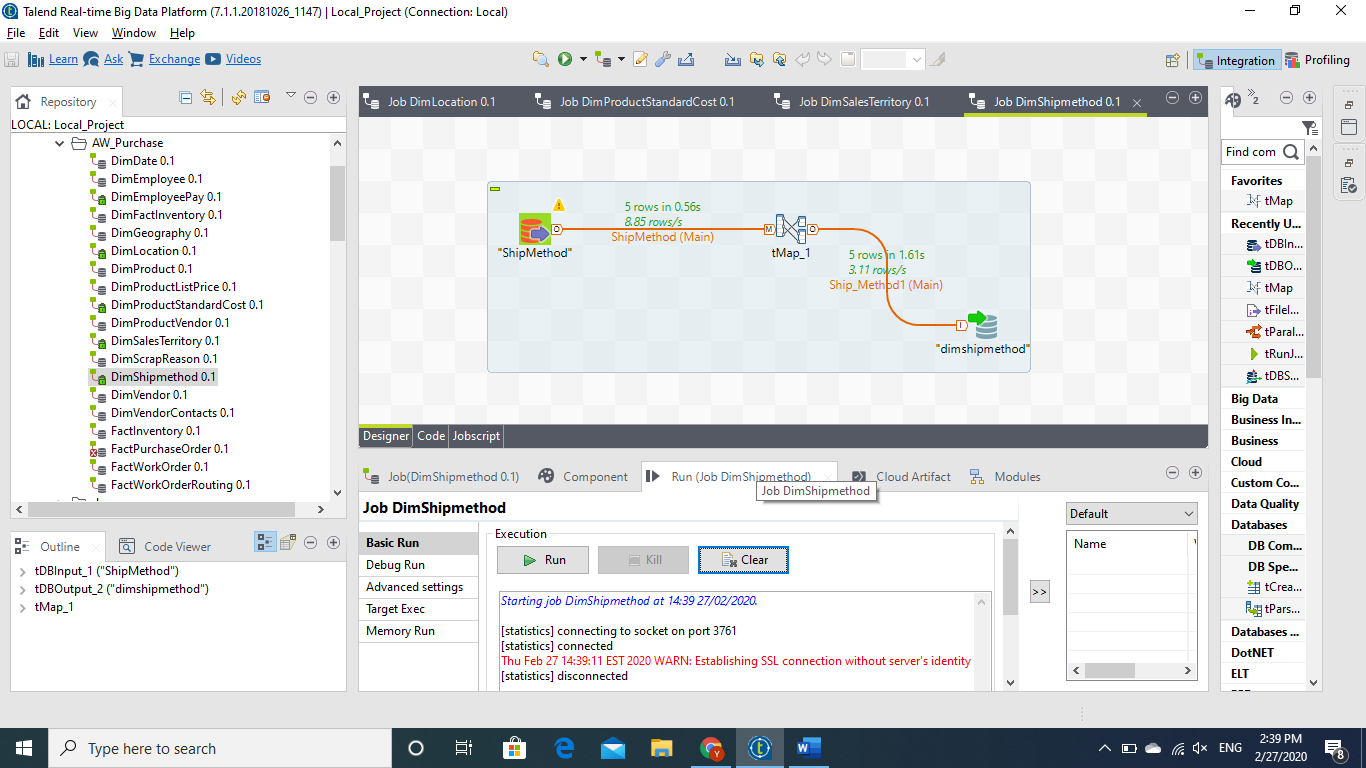 Talend Real-time Big Data Platform (7.1.1.20181026_1147) | Local_Project (Connection: Local)
File Edit View Window Help
Learn Ask Exchange Videos
Integration Profiling
Repository
LOCAL: Local_Project
AW_Purchase
DimDate 0.1
DimEmployee 0.1
DimEmployeePay 0.1
DimFactInventory 0.1
DimGeography 0.1
DimLocation 0.1
DimProduct 0.1
DimProductListPrice 0.1
DimProductStandardCost 0.1
DimProductVendor 0.1
DimSalesTerritory 0.1
DimScrapReason 0.1
DimShipmethod 0.1
DimVendor 0.1
DimVendorContacts 0.1
FactInventory 0.1
FactPurchaseOrder 0.1
FactWorkOrder 0.1
FactWorkOrderRouting 0.1
Outline Code Viewer
tDBInput_1 ("ShipMethod")
tDBOutput_2 ("dimshipmethod")
tMap_1
Job DimLocation 0.1 Job DimProductStandardCost 0.1 Job DimSalesTerritory 0.1 Job DimShipmethod 0.1
5 rows in 0.56s
8.85 rows/s
ShipMethod (Main)
"ShipMethod"
M
O
O
tMap_1
5 rows in 1.61s
3.11 rows/s
Ship_Method1 (Main)
I
"dimshipmethod"
Designer Code Jobscript
Job(DimShipmethod 0.1) Component Run (Job DimShipmethod) Cloud Artifact Modules
Job DimShipmethod
Job DimShipmethod
Basic Run
Debug Run
Advanced settings
Target Exec
Memory Run
Execution
Run Kill Clear
Starting job DimShipmethod at 14:39 27/02/2020.
[statistics] connecting to socket on port 3761
[statistics] connected
Thu Feb 27 14:39:11 EST 2020 WARN: Establishing SSL connection without server's identity
[statistics] disconnected
>>
Default
Name
2
Find com
Favorites
tMap
Recently U...
tDBIn...
tDBO...
tMap
tFileI...
tParal...
tRunJ...
tDBS...
Big Data
Business In...
Business
Cloud
Custom Co...
Data Quality
Databases
DB Com...
DB Spe...
tCrea...
tPars...
Databases ...
DotNET
ELT
Type here to search
ENG
2:39 PM
2/27/2020
8